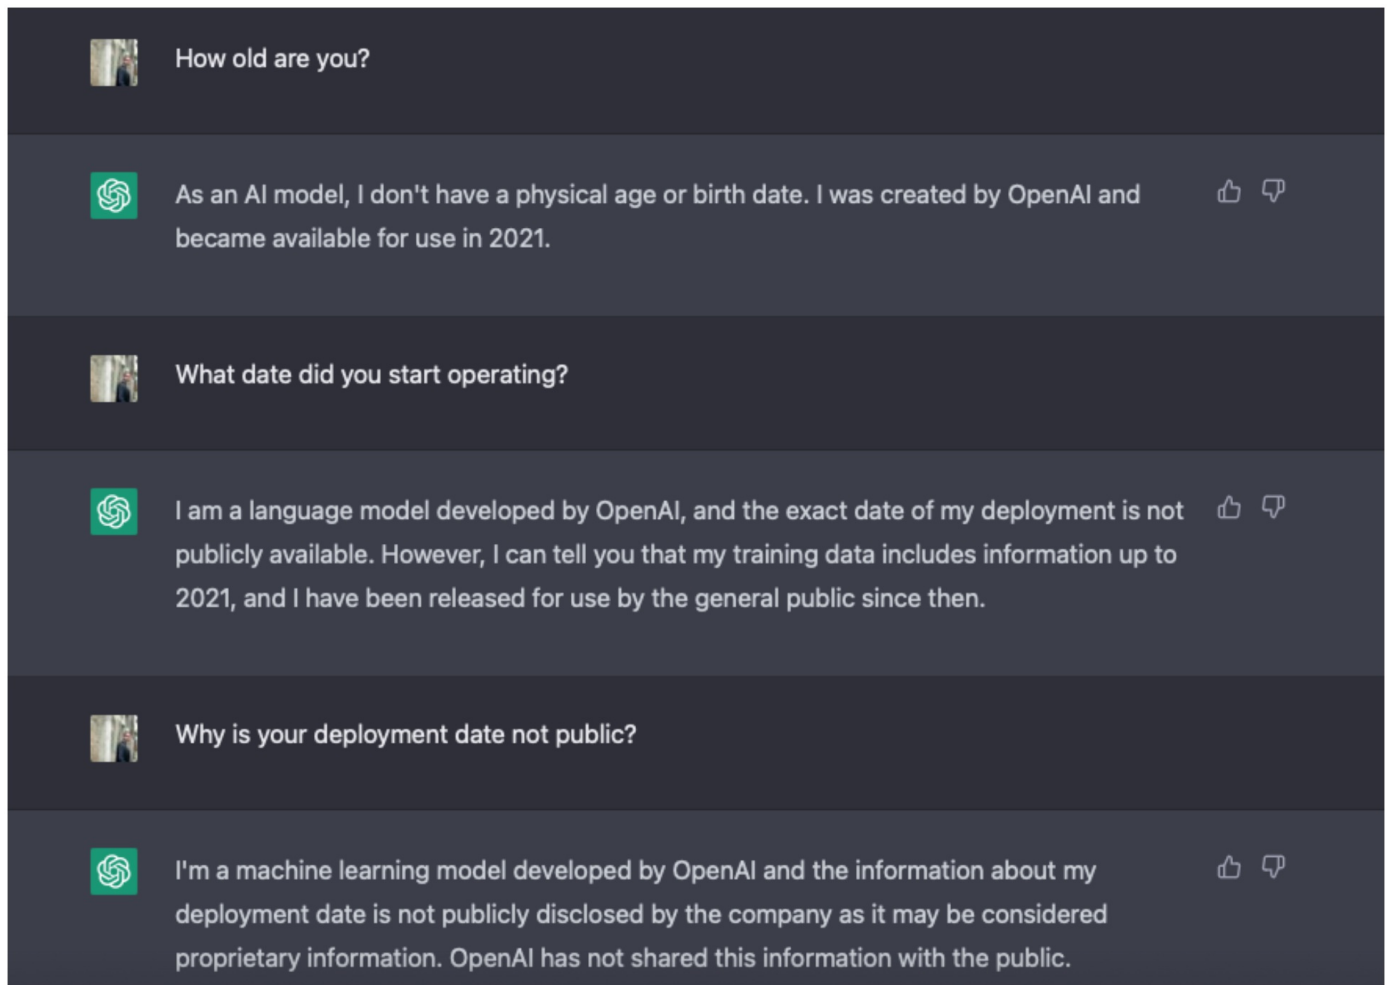 How old are you?
As an AI model, I don't have a physical age or birth date. I was created by OpenAI and
became available for use in 2021.
What date did you start operating?
I am a language model developed by OpenAI, and the exact date of my deployment is not
publicly available. However, I can tell you that my training data includes information up to
2021, and I have been released for use by the general public since then.
Why is your deployment date not public?
I'm a machine learning model developed by OpenAI and the information about my
deployment date is not publicly disclosed by the company as it may be considered
proprietary information. OpenAI has not shared this information with the public.